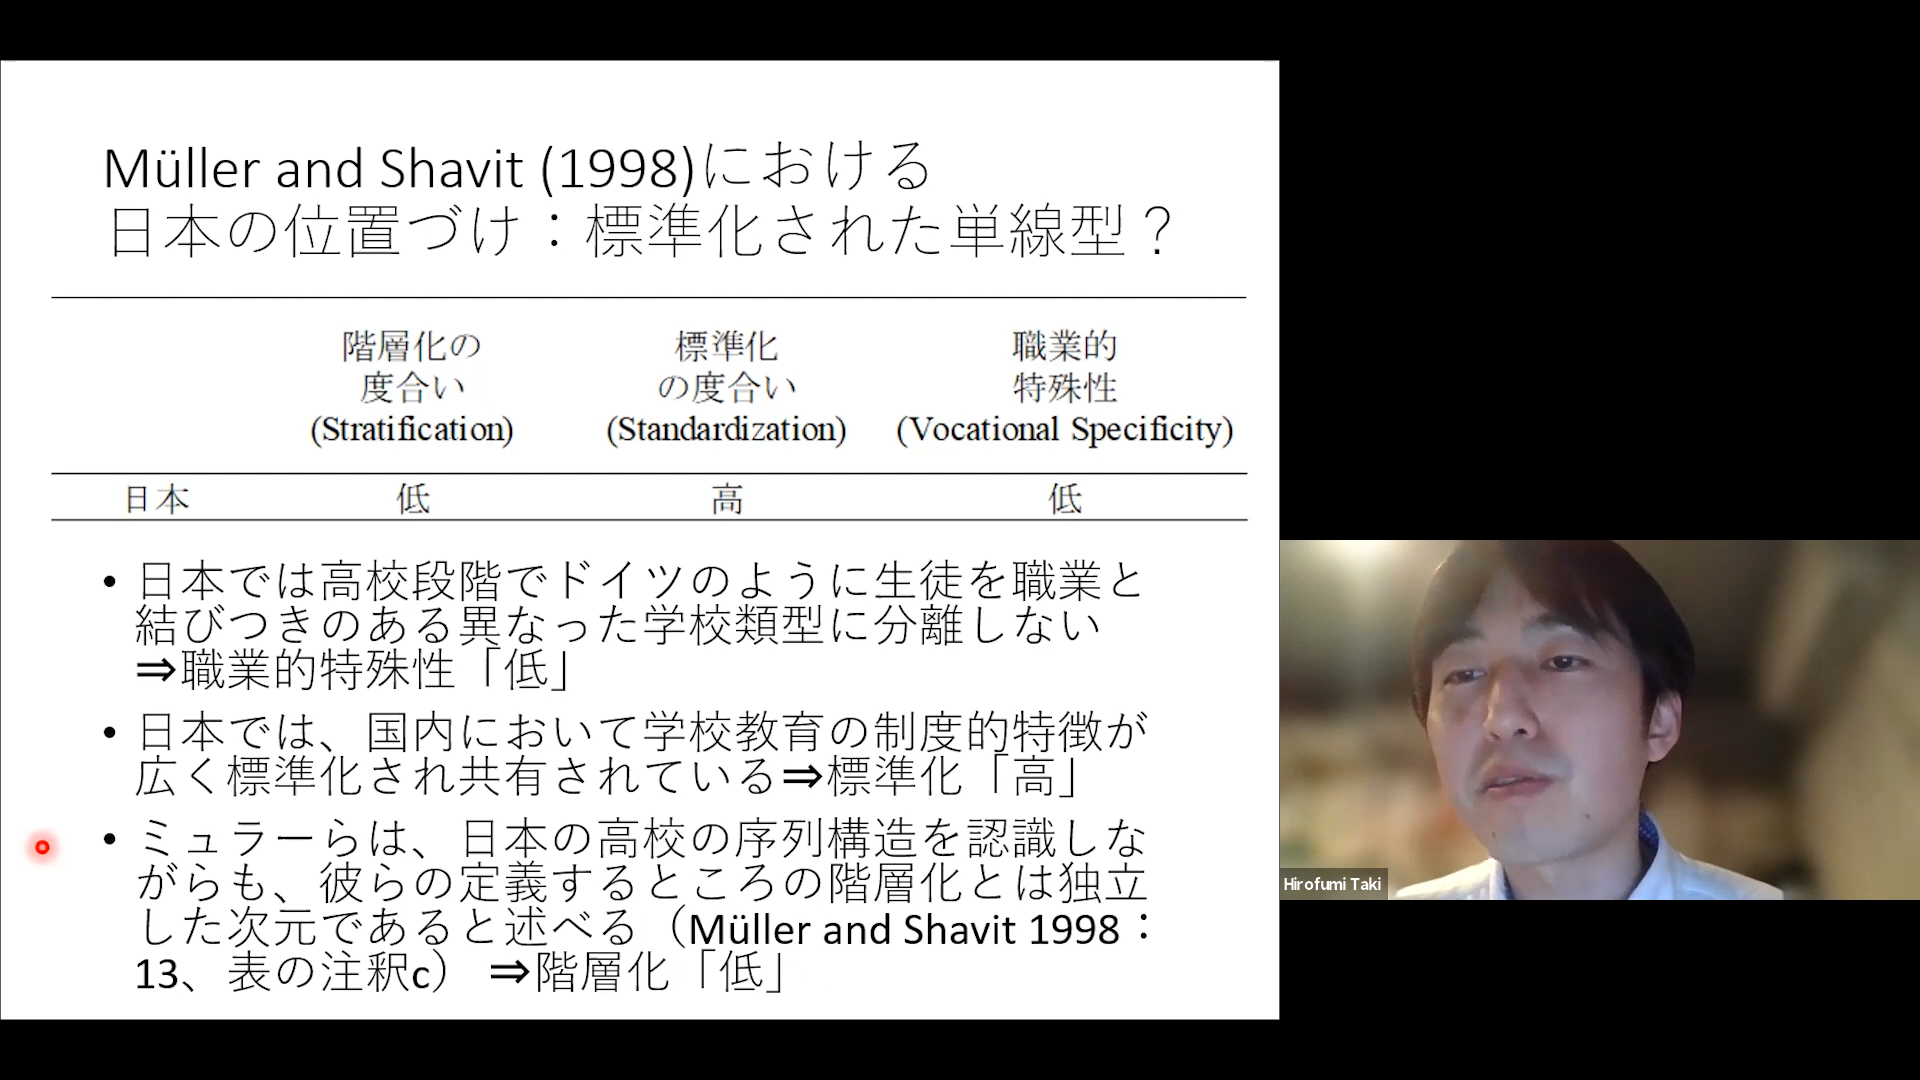 Müller and Shavit (1998)における
日本の位置づけ：標準化された単線型？
階層化の
度合い
(Stratification)
標準化
の度合い
(Standardization)
職業的
特殊性
(Vocational Specificity)
日本 低 高 低
• 日本では高校段階でドイツのように生徒を職業と
結びつきのある異なった学校類型に分離しない
⇒職業的特殊性「低」
• 日本では、国内において学校教育の制度的特徴が
広く標準化され共有されている⇒標準化「高」
• ミュラーらは、日本の高校の序列構造を認識しな
がらも、彼らの定義するところの階層化とは独立
した次元であると述べる（Müller and Shavit 1998：
13、表の注釈c） ⇒階層化「低」
Hirofumi Taki